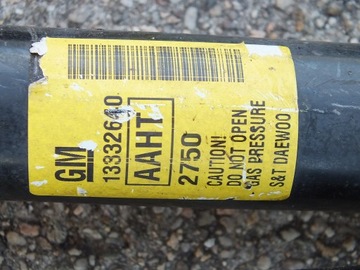 GM
13332640
AAHT
2750
CAUTION!
DO NOT OPEN
GAS PRESSURE
S&T DAEWOO